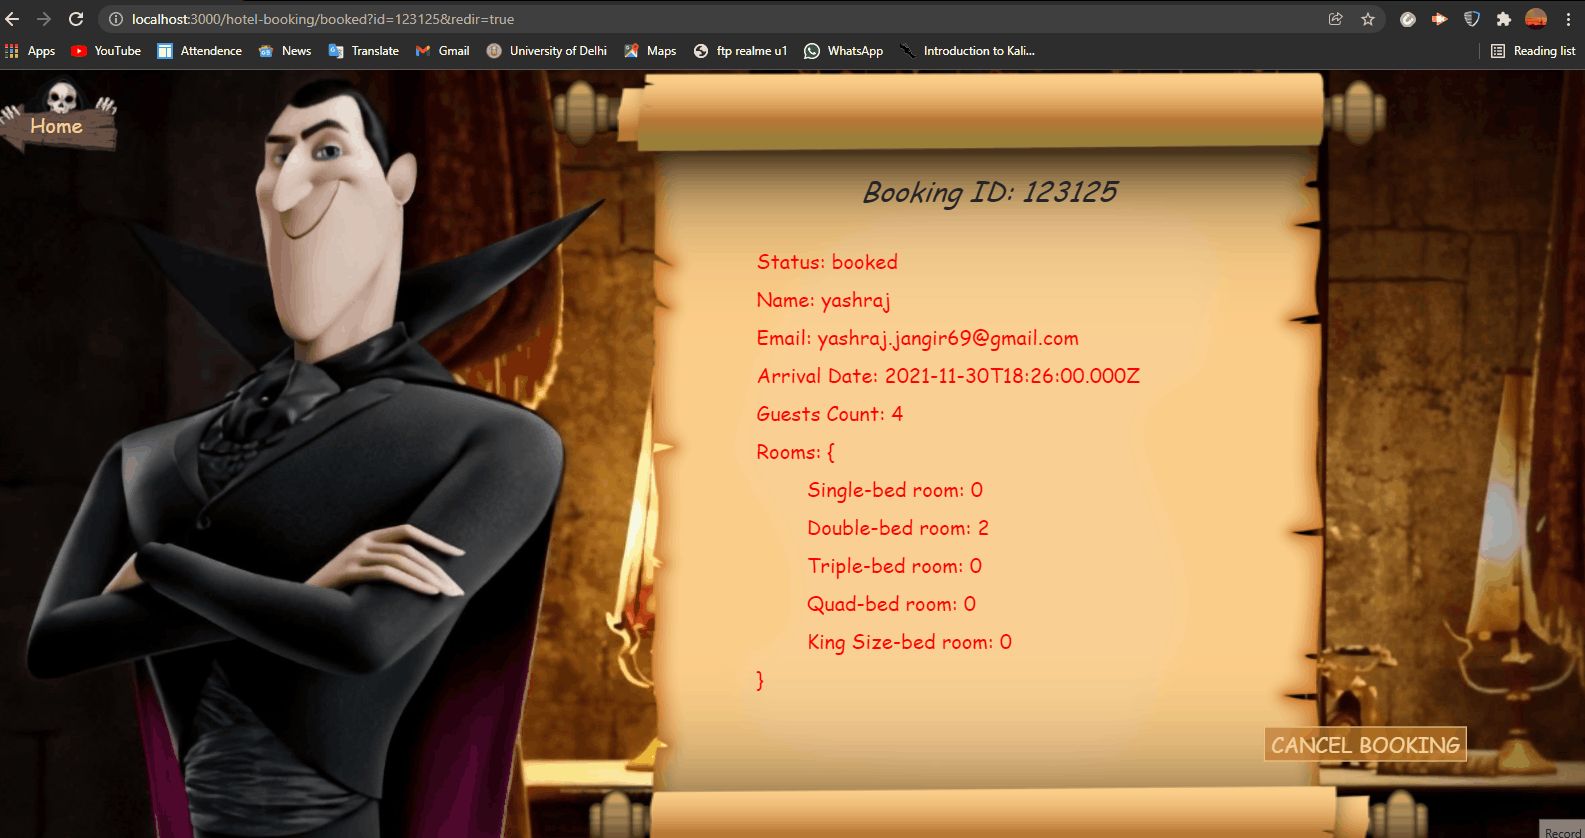 localhost:3000/hotel-booking/booked?id=123125&redir=true
Apps YouTube Attendence News Translate Gmail University of Delhi Maps ftp realme u1 WhatsApp Introduction to Kali... Reading list
Home
Booking ID: 123125
Status: booked
Name: yashraj
Email: yashraj.jangir69@gmail.com
Arrival Date: 2021-11-30T18:26:00.000Z
Guests Count: 4
Rooms: {
Single-bed room: 0
Double-bed room: 2
Triple-bed room: 0
Quad-bed room: 0
King Size-bed room: 0
}
CANCEL BOOKING
Record